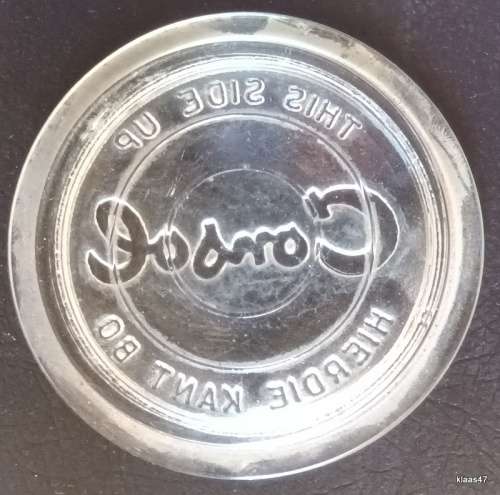 THIS SIDE UP
Consol
HIERDIE KANT BO
klaas47